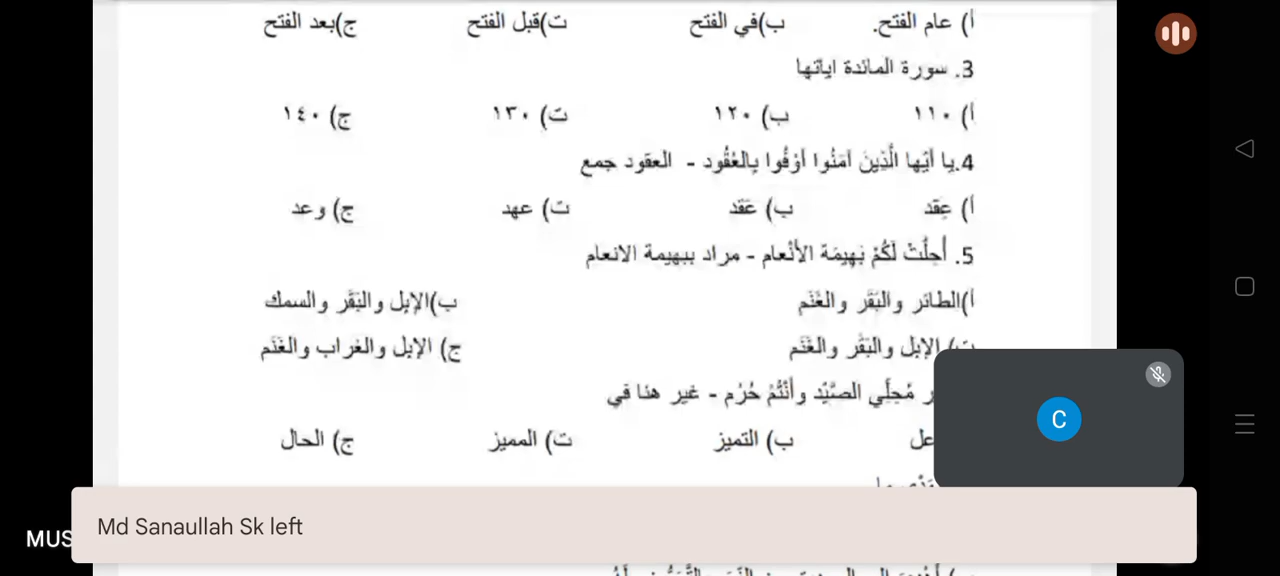 أ) عام الفتح. ب)في الفتح ت)قبل الفتح ج)بعد الفتح
3. سورة المائدة اياتها
أ) ١١٠ ب) ١٢٠ ت) ١٣٠ ج) ١٤٠
4.يا أيّها الَّذِينَ آمَنُوا أَوْفُوا بِالعُقُود - العقود جمع
أ) عِقد ب) عَقد ت) عهد ج) وعد
5. أُحِلَّتْ لَكُمْ بَهِيمَة الأنْعام - مراد ببهيمة الانعام
أ)الطائر والبَقَر والغَنَم ب)الإبل والبَقَر والسمك
ت) الإبل والبَقَر والغَنَم ج) الإبل والغراب والغَنَم
مُحِلِّي الصَّيْد وأنْتُمْ حُرُم - غير هنا في
ب) التميز ت) المميز ج) الحال
MUS
Md Sanaullah Sk left
C